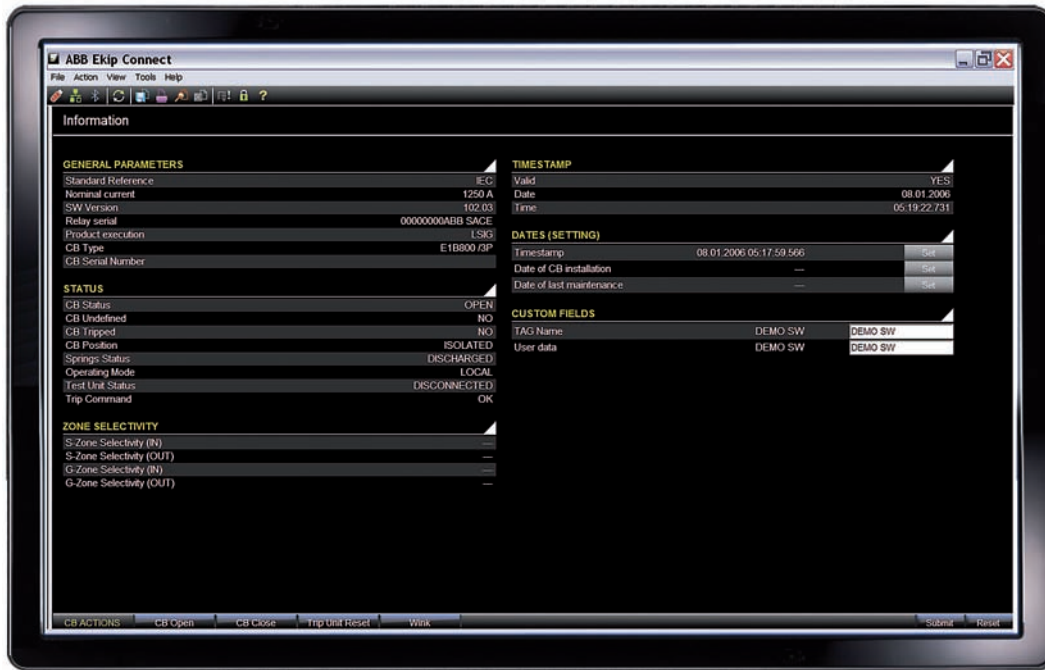 ABB Ekip Connect
File Action View Tools Help
Information
GENERAL PARAMETERS
Standard Reference IEC
Nominal current 1250 A
SW Version 102.03
Relay serial 00000000ABB SACE
Product execution LSIG
CB Type E1B800 /3P
CB Serial Number
STATUS
CB Status OPEN
CB Undefined NO
CB Tripped NO
CB Position ISOLATED
Springs Status DISCHARGED
Operating Mode LOCAL
Test Unit Status DISCONNECTED
Trip Command OK
ZONE SELECTIVITY
S-Zone Selectivity (IN) ---
S-Zone Selectivity (OUT) ---
G-Zone Selectivity (IN) ---
G-Zone Selectivity (OUT) ---
TIMESTAMP
Valid YES
Date 08.01.2006
Time 05:19:22.731
DATES (SETTING)
Timestamp 08.01.2006 05:17:59.566 Set
Date of CB installation --- Set
Date of last maintenance --- Set
CUSTOM FIELDS
TAG Name DEMO SW DEMO SW
User data DEMO SW DEMO SW
CB ACTIONS CB Open CB Close Trip Unit Reset Wink Submit Reset